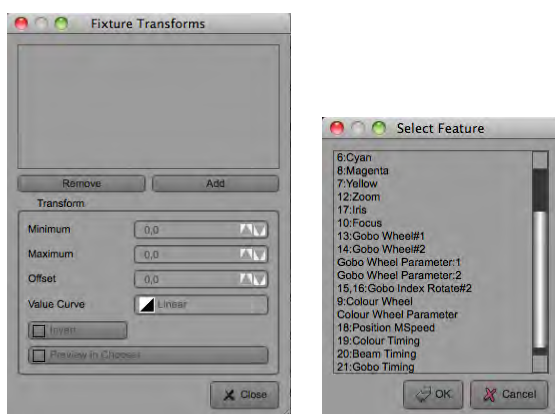 Fixture Transforms
Remove
Add
Transform
Minimum
0,0
Maximum
0,0
Offset
0,0
Value Curve
Linear
Invert
Preview In Chooser
Close
Select Feature
6:Cyan
8:Magenta
7:Yellow
12:Zoom
17:Iris
10:Focus
13:Gobo Wheel#1
14:Gobo Wheel#2
Gobo Wheel Parameter:1
Gobo Wheel Parameter:2
15,16:Gobo Index Rotate#2
9:Colour Wheel
Colour Wheel Parameter
18:Position MSpeed
19:Colour Timing
20:Beam Timing
21:Gobo Timing
OK
Cancel